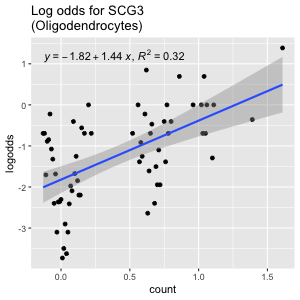 Log odds for SCG3
(Oligodendrocytes)
y = −1.82 + 1.44 x, R² = 0.32
logodds
1
0
-1
-2
-3
0.0 0.5 1.0 1.5
count